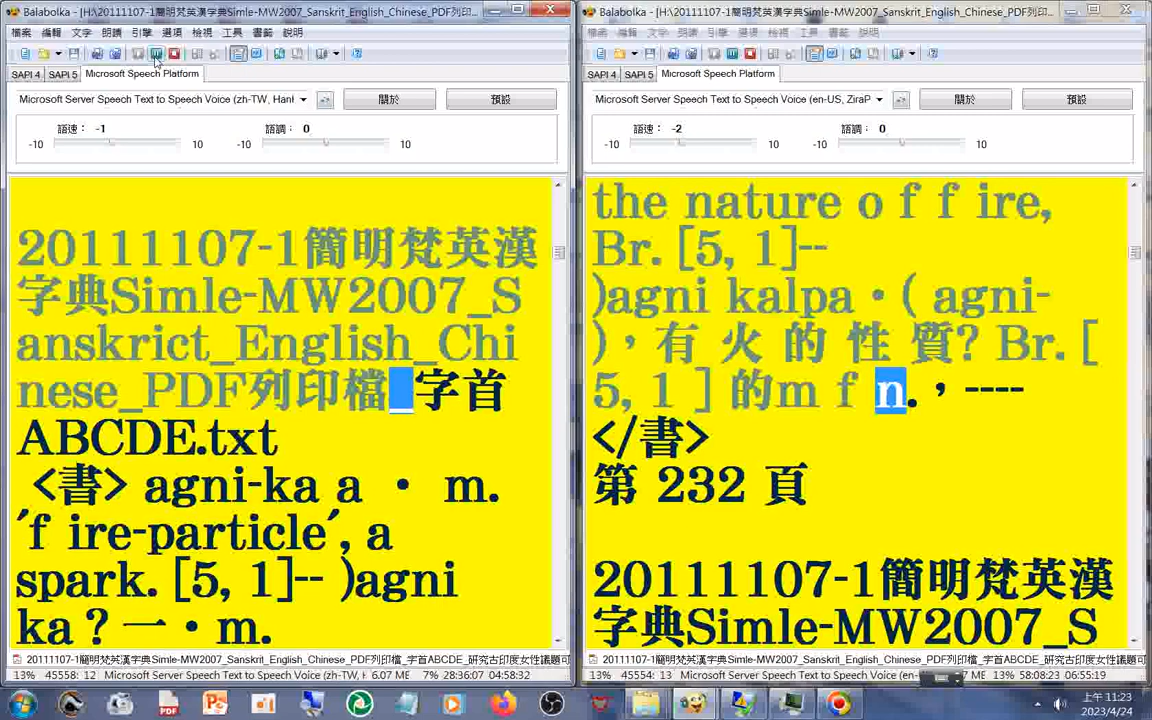 Balabolka - [H:\20111107-1簡明梵英漢字典Simle-MW2007_Sanskrit_English_Chinese_PDF列印...
檔案 編輯 文字 朗讀 引擎 選項 檢視 工具 書籤 說明
SAPI 4 SAPI 5 Microsoft Speech Platform
Microsoft Server Speech Text to Speech Voice (zh-TW, Hanl
關於 預設
語速： -1 語調： 0
-10 10 -10 10
20111107-1簡明梵英漢
字典Simle-MW2007_S
anskrict_English_Chi
nese_PDF列印檔_字首
ABCDE.txt
<書> agni-ka a ‧ m.
‵f ire-particle′, a
spark. [5, 1]-- )agni
ka？一‧m.
20111107-1簡明梵英漢字典Simle-MW2007_Sanskrit_English_Chinese_PDF列印檔_字首ABCDE_研究古印度女性議題可
13% 45558: 12 Microsoft Server Speech Text to Speech Voice (zh-TW, H 6.07 MB 7% 28:36:07 04:58:32
Balabolka - [H:\20111107-1簡明梵英漢字典Simle-MW2007_Sanskrit_English_Chinese_PDF列印...
檔案 編輯 文字 朗讀 引擎 選項 檢視 工具 書籤 說明
SAPI 4 SAPI 5 Microsoft Speech Platform
Microsoft Server Speech Text to Speech Voice (en-US, ZiraP
關於 預設
語速： -2 語調： 0
-10 10 -10 10
the nature o f f ire,
Br. [5, 1]--
)agni kalpa‧( agni-
)，有 火 的 性 質? Br. [
5, 1 ] 的m f n.，----
</書>
第 232 頁
20111107-1簡明梵英漢
字典Simle-MW2007_S
20111107-1簡明梵英漢字典Simle-MW2007_Sanskrit_English_Chinese_PDF列印檔_字首ABCDE_研究古印度女性議題可
13% 45554: 13 Microsoft Server Speech Text to Speech Voice (en-US, 13% 58:08:23 06:55:19
PDF
上午 11:23
2023/4/24